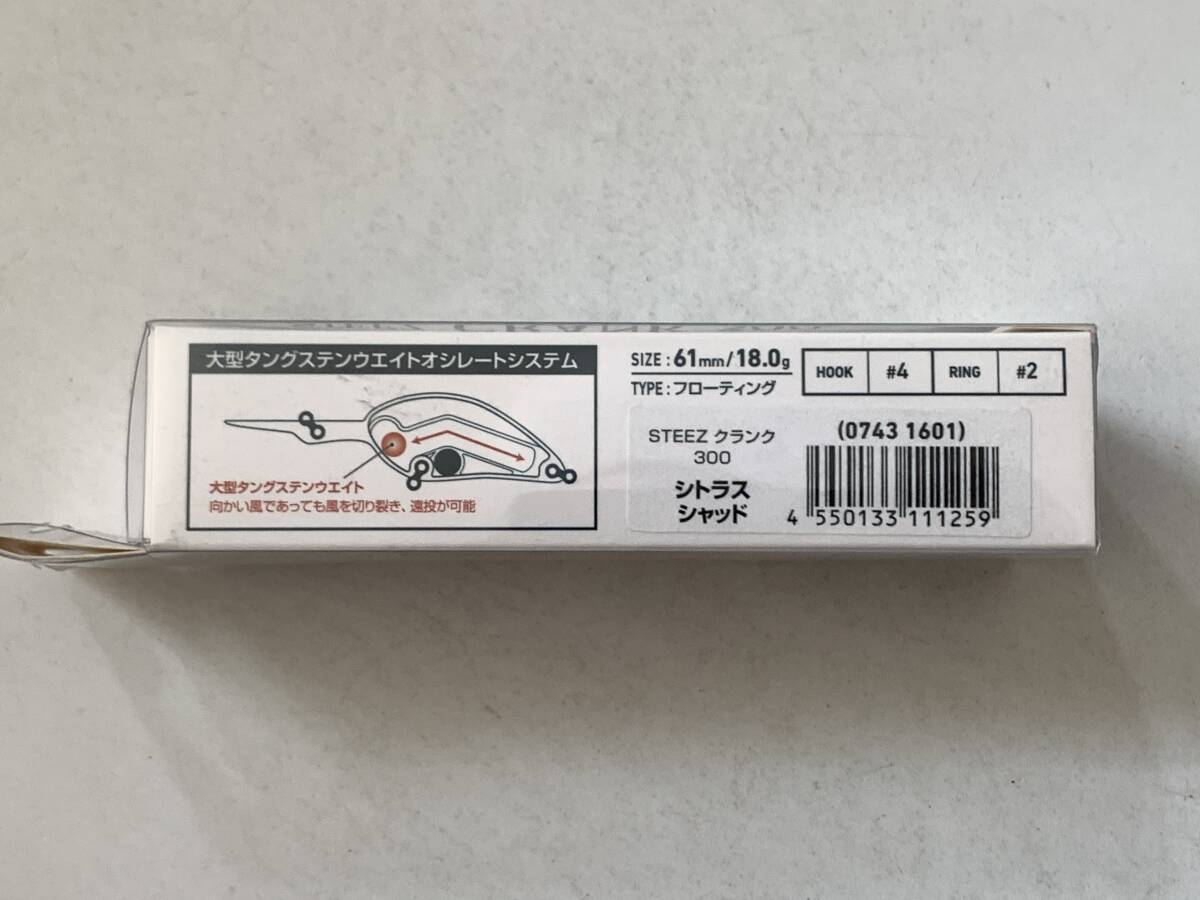 大型タングステンウエイトオシレートシステム
大型タングステンウエイト
向かい風であっても風を切り裂き、遠投が可能
SIZE : 61mm/18.0g
TYPE : フローティング
HOOK #4 RING #2
STEEZ クランク
300
シトラス
シャッド
(0743 1601)
4 550133 111259